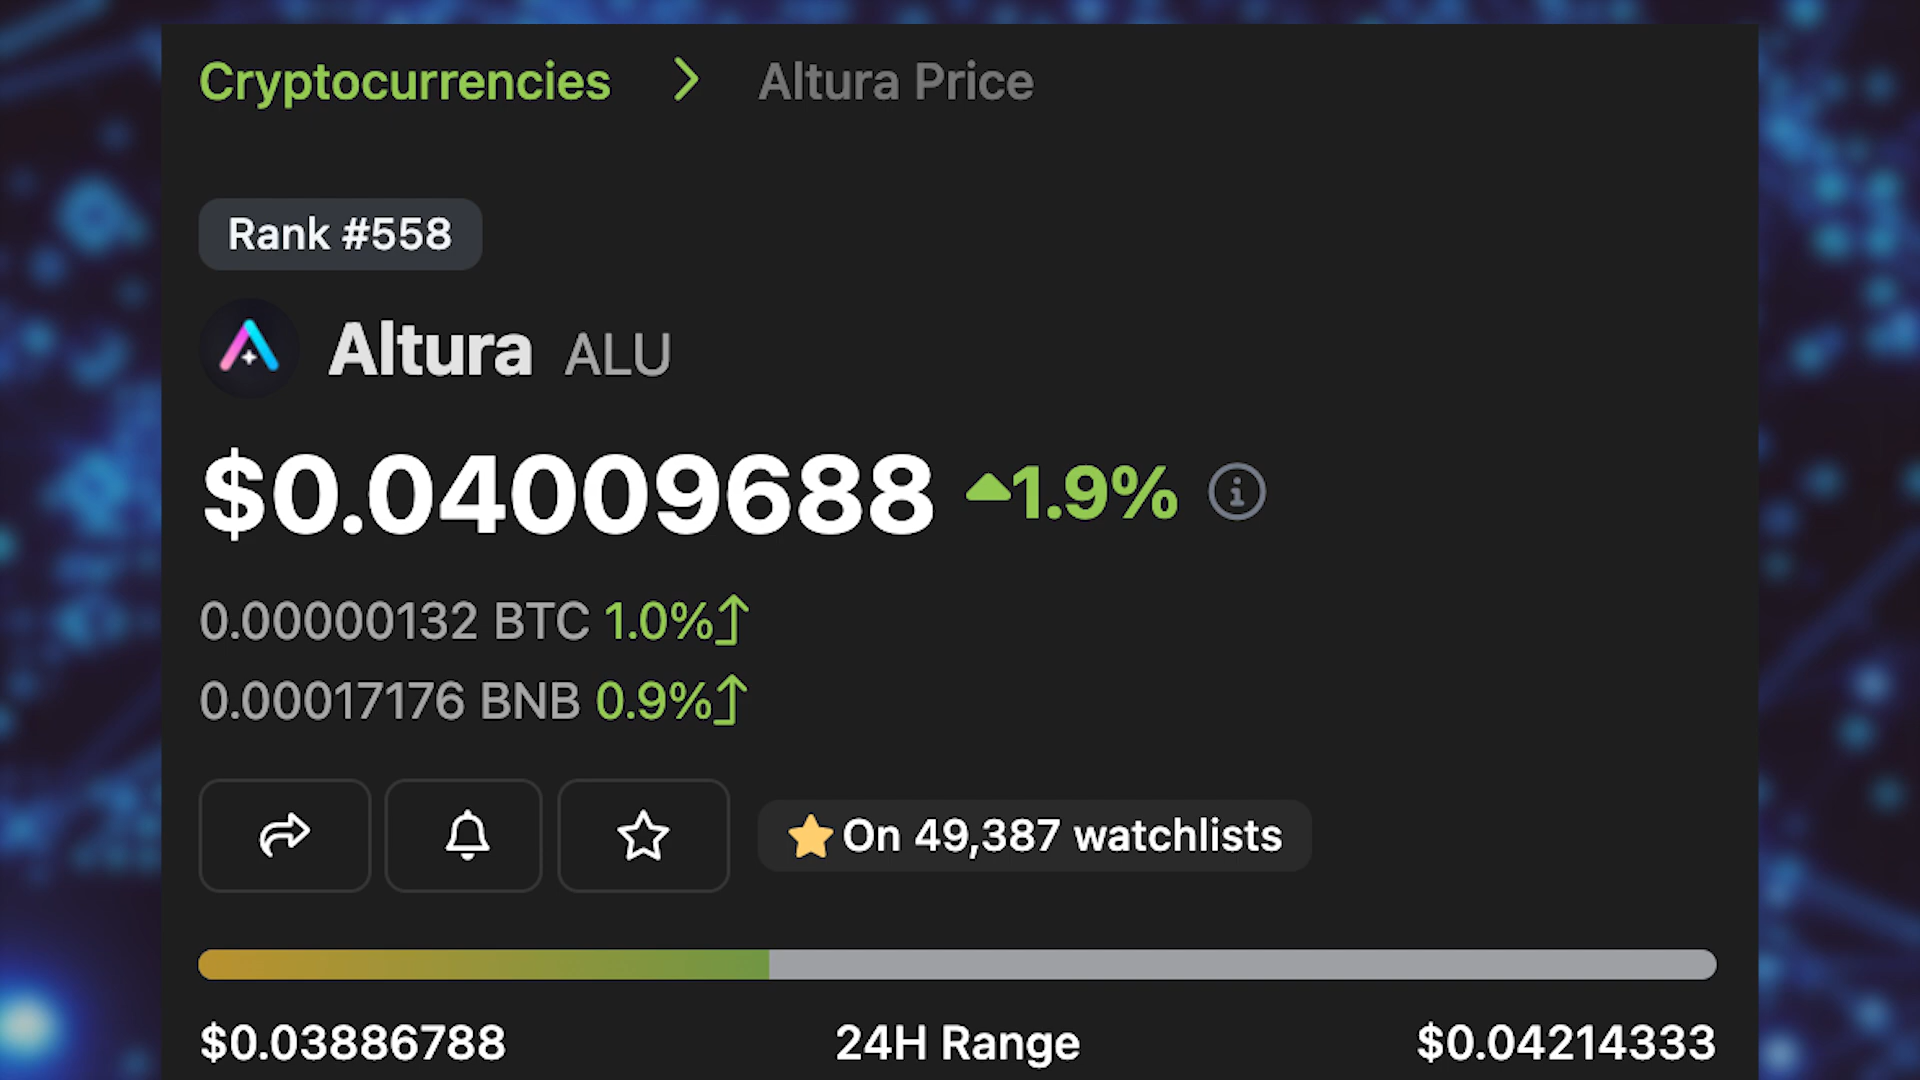 Cryptocurrencies > Altura Price
Rank #558
Altura ALU
$0.04009688 ▲1.9%
0.00000132 BTC 1.0%
0.00017176 BNB 0.9%
On 49,387 watchlists
$0.03886788 24H Range $0.04214333